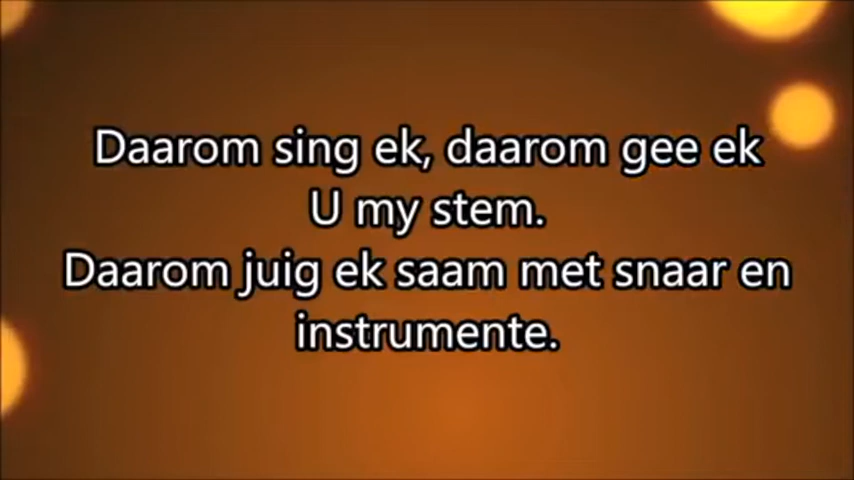 Daarom sing ek, daarom gee ek
U my stem.
Daarom juig ek saam met snaar en
instrumente.